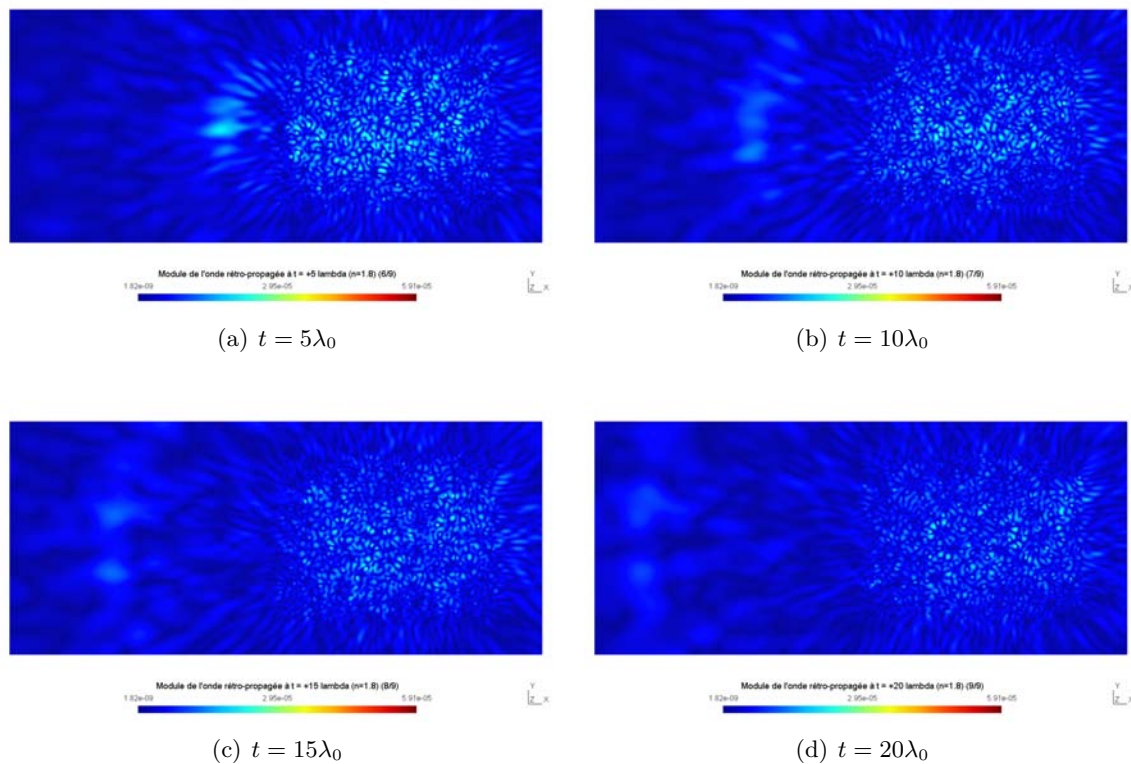 Module de l'onde rétro-propagée à t = +5 lambda (n=1.8) (6/9)
1.82e-09 2.95e-05 5.91e-05
Y
Z X
(a) t = 5λ₀
Module de l'onde rétro-propagée à t = +10 lambda (n=1.8) (7/9)
1.82e-09 2.95e-05 5.91e-05
Y
Z X
(b) t = 10λ₀
Module de l'onde rétro-propagée à t = +15 lambda (n=1.8) (8/9)
1.82e-09 2.95e-05 5.91e-05
Y
Z X
(c) t = 15λ₀
Module de l'onde rétro-propagée à t = +20 lambda (n=1.8) (9/9)
1.82e-09 2.95e-05 5.91e-05
Y
Z X
(d) t = 20λ₀